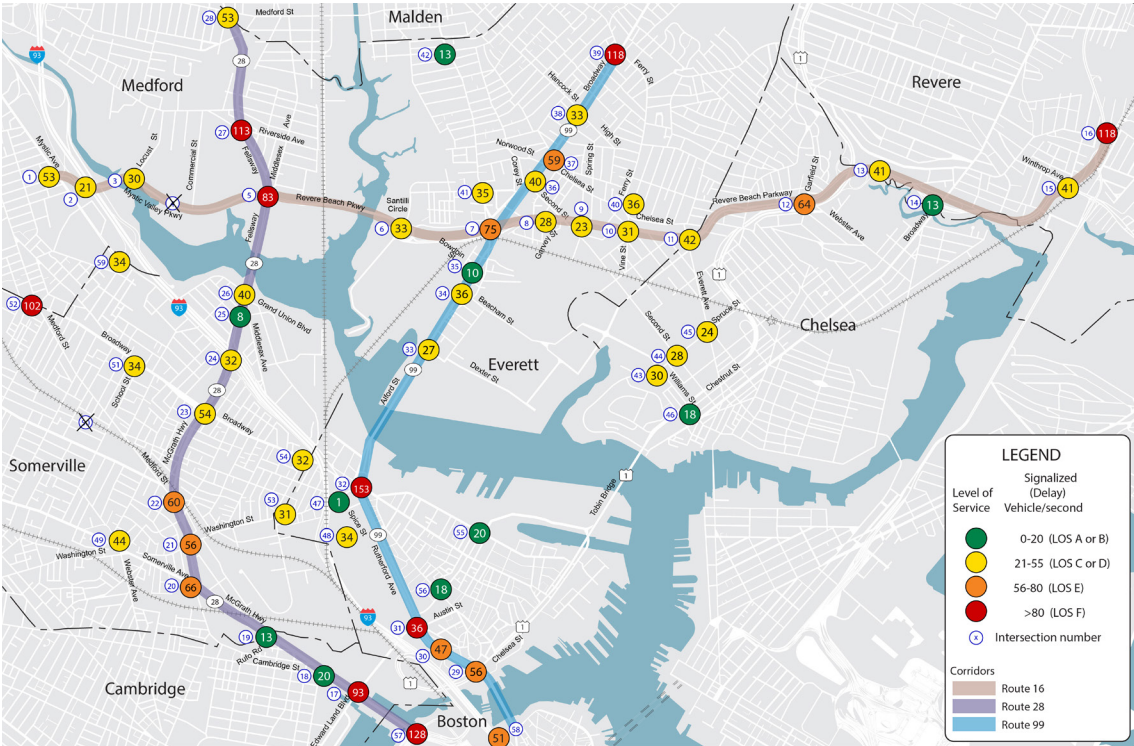 Malden
Medford
Revere
Everett
Chelsea
Somerville
Cambridge
Boston
28
53
Medford St
93
28
42
13
39
118
Broadway
Ferry St
Hancock St
1
38
33
High St
99
27
113
Riverside Ave
Fellsway
Middlesex Ave
16
118
Norwood St
59
37
Spring St
Chelsea St
Mystic Ave
1
53
2
21
3
30
Locust St
Commercial St
Mystic Valley Pkwy
5
83
Revere Beach Pkwy
Santilli Circle
6
33
41
35
Corey St
40
36
Second St
Ferry St
40
36
Chelsea St
7
75
8
28
Garvey St
9
23
10
31
Vine St
11
42
Revere Beach Parkway
Garfield St
12
64
Webster Ave
13
41
14
13
Broadway
Winthrop Ave
15
41
Fellsway
28
59
34
52
102
Medford St
93
26
40
Grand Union Blvd
25
8
Middlesex Ave
24
32
28
Bowdoin St
35
10
34
36
Beacham St
33
27
99
Alford St
Dexter St
1
Everett Ave
Spruce St
45
24
Second St
44
28
43
30
Williams St
Chestnut St
46
18
Broadway
51
34
School St
23
54
Broadway
McGrath Hwy
Medford St
54
32
53
31
22
60
Washington St
32
153
47
1
Spice St
48
34
99
Rutherford Ave
55
20
1
Tobin Bridge
49
44
Washington St
Webster Ave
21
56
Somerville Ave
20
66
28
McGrath Hwy
19
13
Rufo Rd
Cambridge St
18
20
17
93
Edward Land Blvd
57
128
93
1
56
18
Austin St
31
36
30
47
Chelsea St
1
29
56
58
51
LEGEND
Level of Service
Signalized (Delay) Vehicle/second
0-20 (LOS A or B)
21-55 (LOS C or D)
56-80 (LOS E)
>80 (LOS F)
x
Intersection number
Corridors
Route 16
Route 28
Route 99